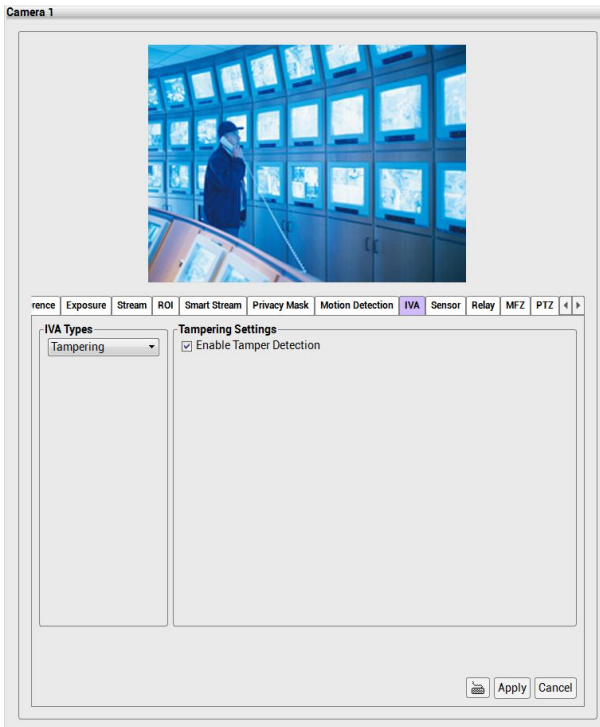 Camera 1
rence Exposure Stream ROI Smart Stream Privacy Mask Motion Detection IVA Sensor Relay MFZ PTZ
IVA Types
Tampering
Tampering Settings
Enable Tamper Detection
Apply Cancel